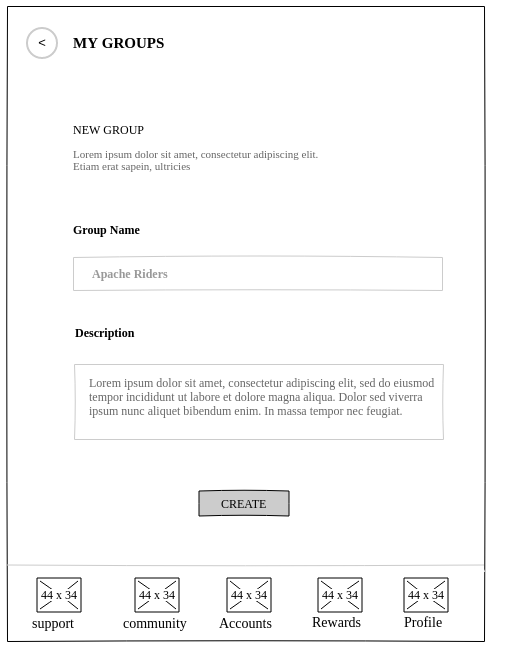 < MY GROUPS
NEW GROUP
Lorem ipsum dolor sit amet, consectetur adipiscing elit.
Etiam erat sapein, ultricies
Group Name
Apache Riders
Description
Lorem ipsum dolor sit amet, consectetur adipiscing elit, sed do eiusmod
tempor incididunt ut labore et dolore magna aliqua. Dolor sed viverra
ipsum nunc aliquet bibendum enim. In massa tempor nec feugiat.
CREATE
44 x 34 44 x 34 44 x 34 44 x 34 44 x 34
support community Accounts Rewards Profile